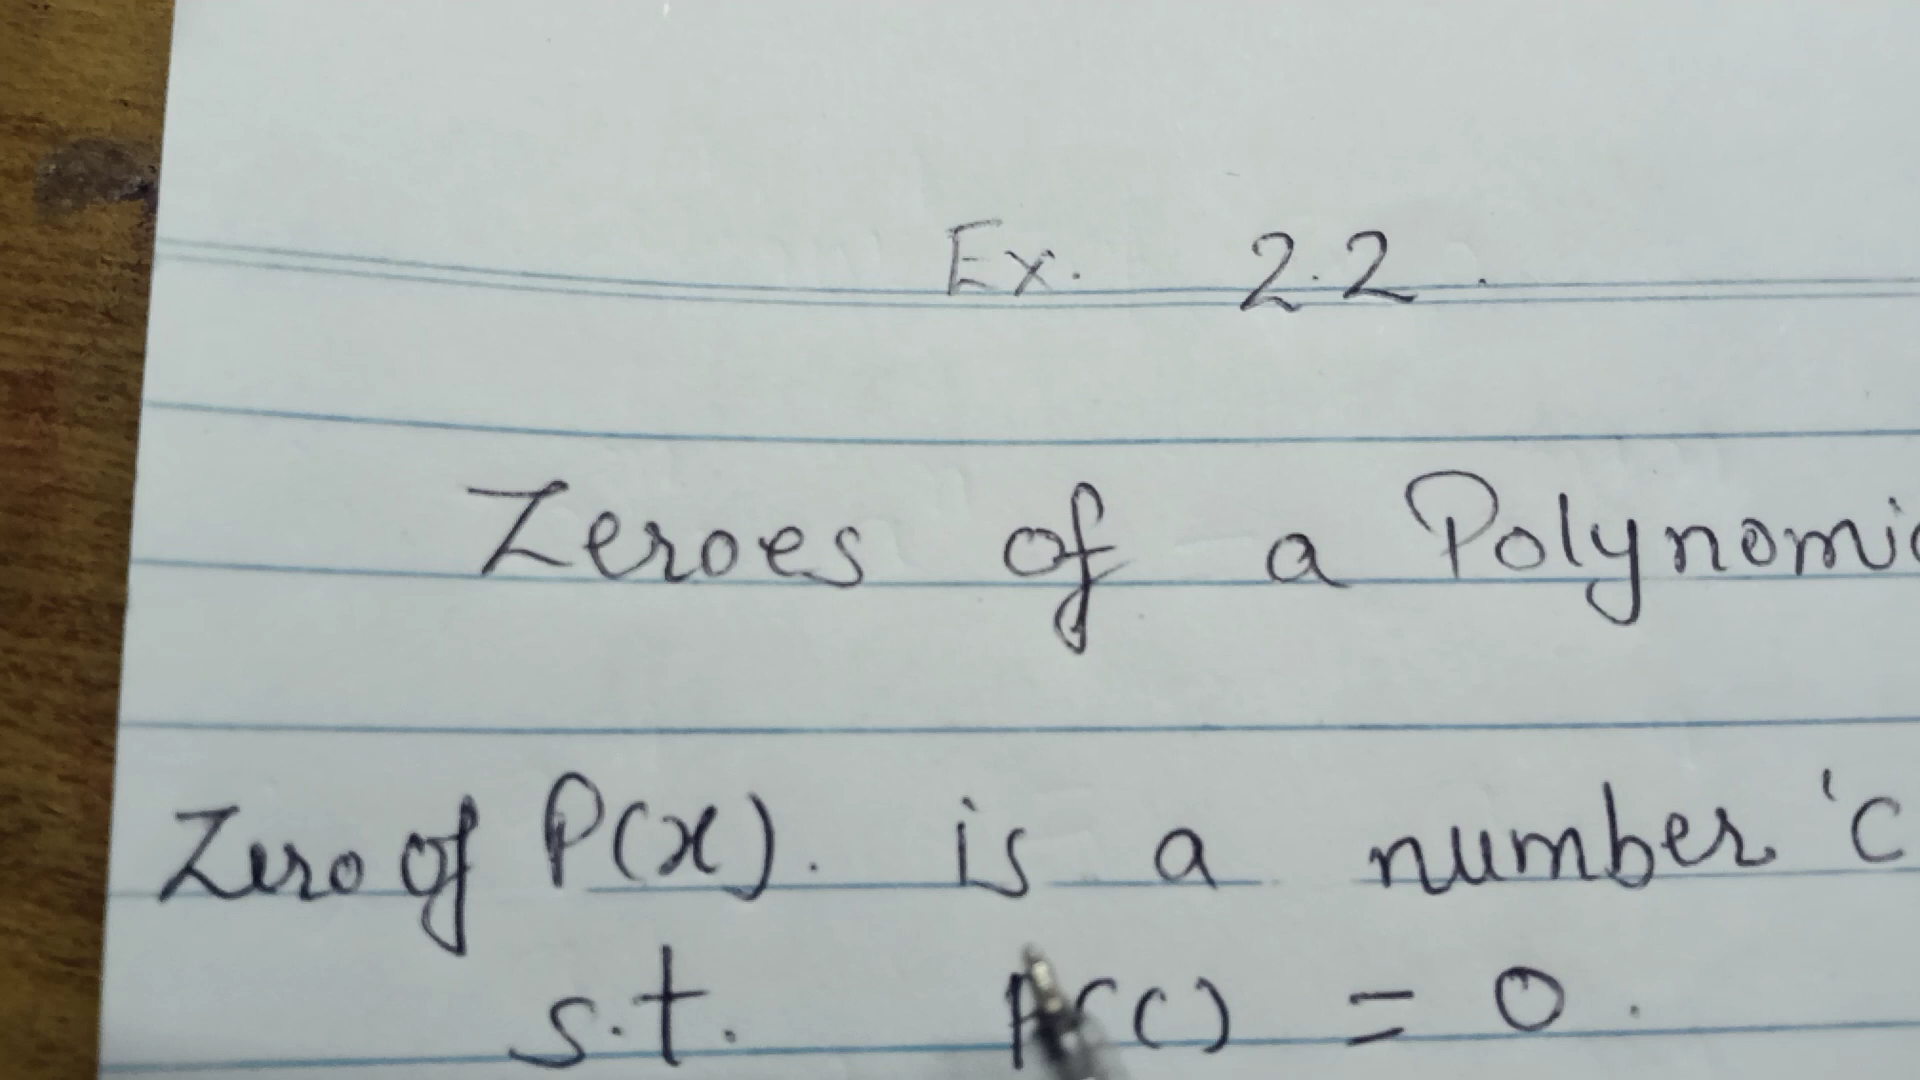 Ex. 2.2.
Zeroes of a Polynomi
Zero of P(x). is a number 'c
s.t. P(c) = 0.